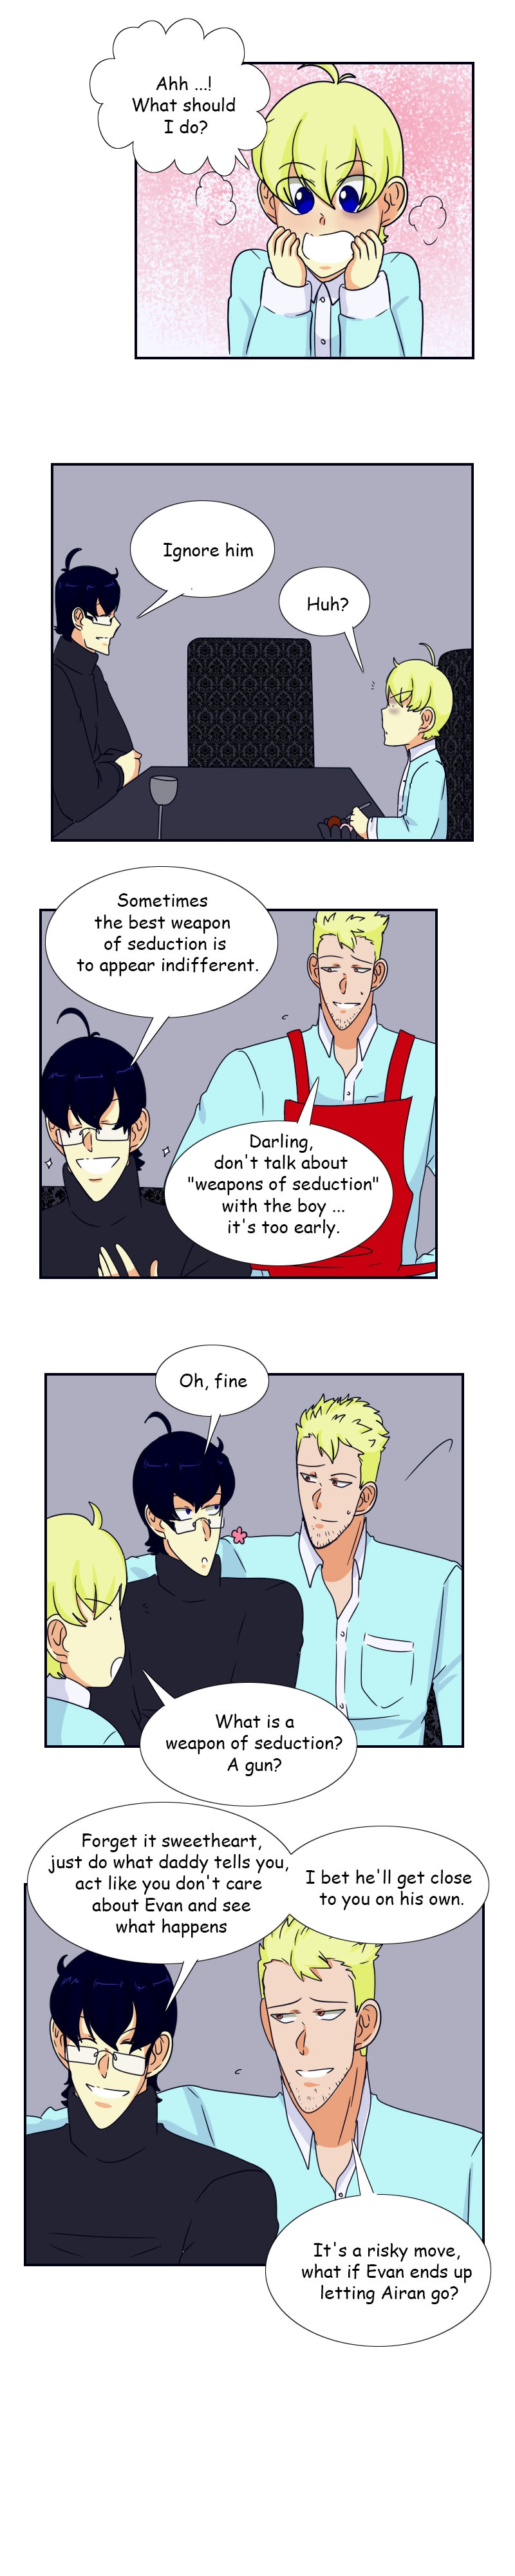 Ahh ...!
What should
I do?
Ignore him
Huh?
Sometimes
the best weapon
of seduction is
to appear indifferent.
Darling,
don't talk about
"weapons of seduction"
with the boy ...
it's too early.
Oh, fine
What is a
weapon of seduction?
A gun?
Forget it sweetheart,
just do what daddy tells you,
act like you don't care
about Evan and see
what happens
I bet he'll get close
to you on his own.
It's a risky move,
what if Evan ends up
letting Airan go?